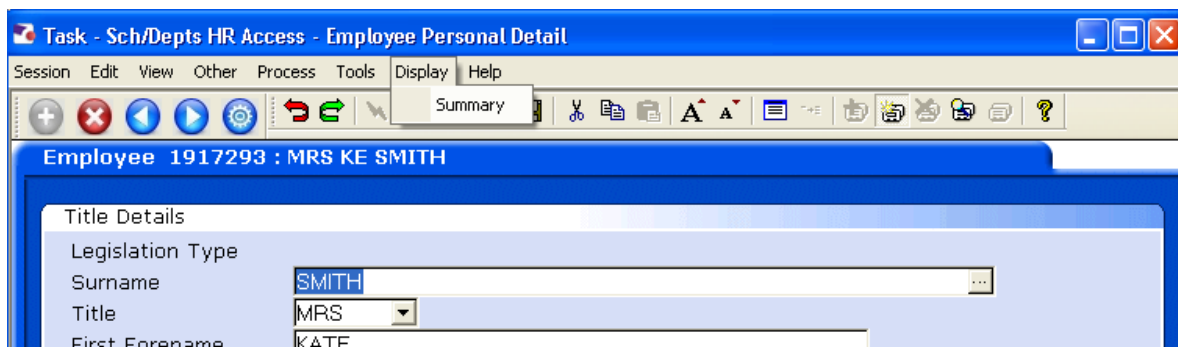 Task - Sch/Depts HR Access - Employee Personal Detail
Session Edit View Other Process Tools Display Help
Summary
Employee 1917293 : MRS KE SMITH
Title Details
Legislation Type
Surname SMITH ...
Title MRS
First Forename KATE